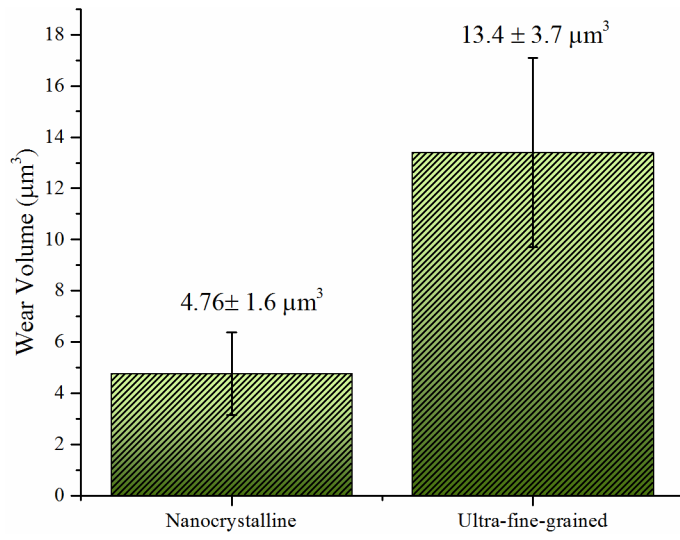 18
16
14
12
10
8
6
4
2
0
Wear Volume (μm³)
4.76± 1.6 μm³
13.4 ± 3.7 μm³
Nanocrystalline
Ultra-fine-grained